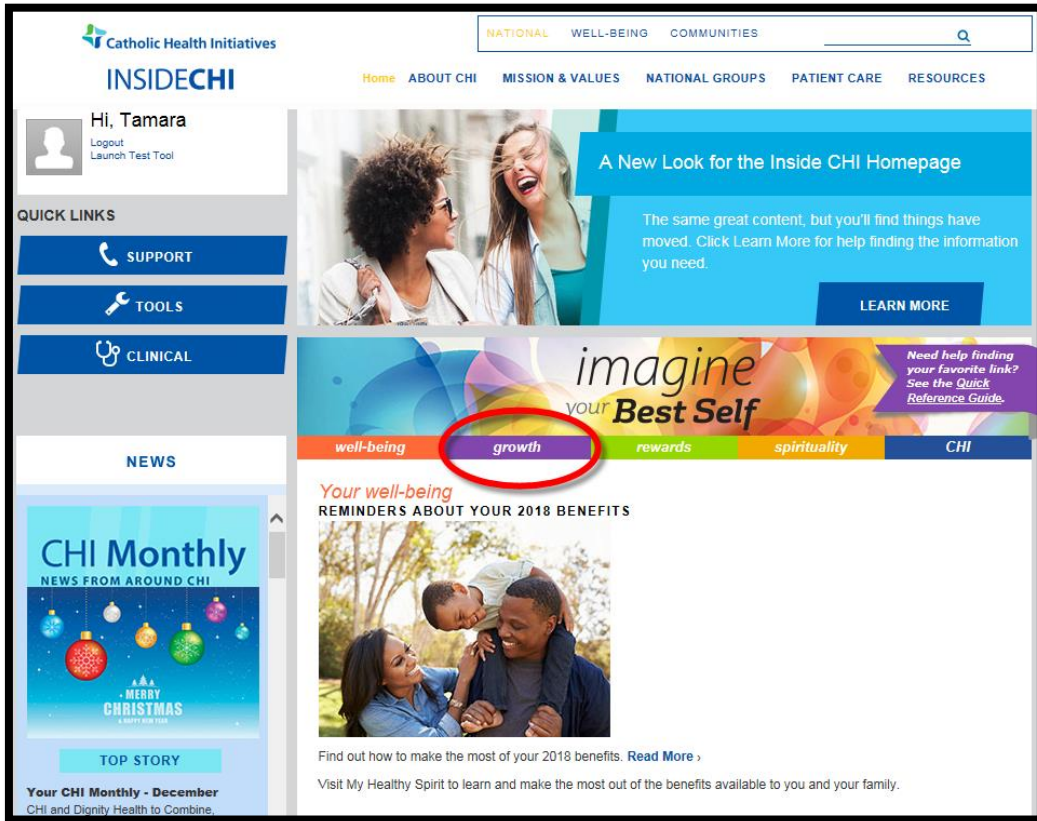 Catholic Health Initiatives
INSIDECHI
NATIONAL WELL-BEING COMMUNITIES
Home ABOUT CHI MISSION & VALUES NATIONAL GROUPS PATIENT CARE RESOURCES
Hi, Tamara
Logout
Launch Test Tool
QUICK LINKS
SUPPORT
TOOLS
CLINICAL
A New Look for the Inside CHI Homepage
The same great content, but you'll find things have
moved. Click Learn More for help finding the information
you need.
LEARN MORE
imagine
your Best Self
Need help finding
your favorite link?
See the Quick
Reference Guide.
well-being growth rewards spirituality CHI
NEWS
CHI Monthly
NEWS FROM AROUND CHI
MERRY
CHRISTMAS
& HAPPY NEW YEAR
TOP STORY
Your CHI Monthly - December
CHI and Dignity Health to Combine,
Your well-being
REMINDERS ABOUT YOUR 2018 BENEFITS
Find out how to make the most of your 2018 benefits. Read More ›
Visit My Healthy Spirit to learn and make the most out of the benefits available to you and your family.